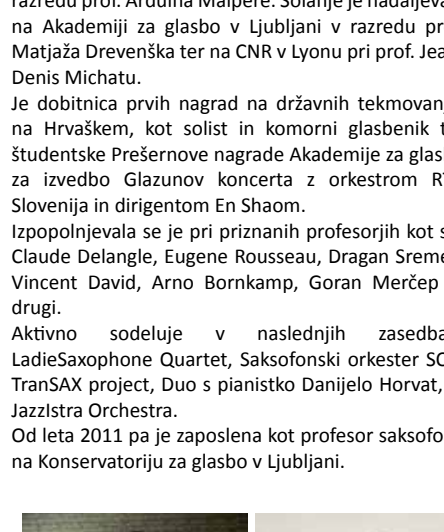 razredu prof. Arduina Malpere. Šolanje je nadaljeva
na Akademiji za glasbo v Ljubljani v razredu pr
Matjaža Drevenška ter na CNR v Lyonu pri prof. Jea
Denis Michatu.
Je dobitnica prvih nagrad na državnih tekmovanj
na Hrvaškem, kot solist in komorni glasbenik t
študentske Prešernove nagrade Akademije za glas
za izvedbo Glazunov koncerta z orkestrom R
Slovenija in dirigentom En Shaom.
Izpopolnjevala se je pri priznanih profesorjih kot s
Claude Delangle, Eugene Rousseau, Dragan Sreme
Vincent David, Arno Bornkamp, Goran Merčep
drugi.
Aktivno sodeluje v naslednjih zasedba
LadieSaxophone Quartet, Saksofonski orkester SO
TranSAX project, Duo s pianistko Danijelo Horvat,
JazzIstra Orchestra.
Od leta 2011 pa je zaposlena kot profesor saksofo
na Konservatoriju za glasbo v Ljubljani.